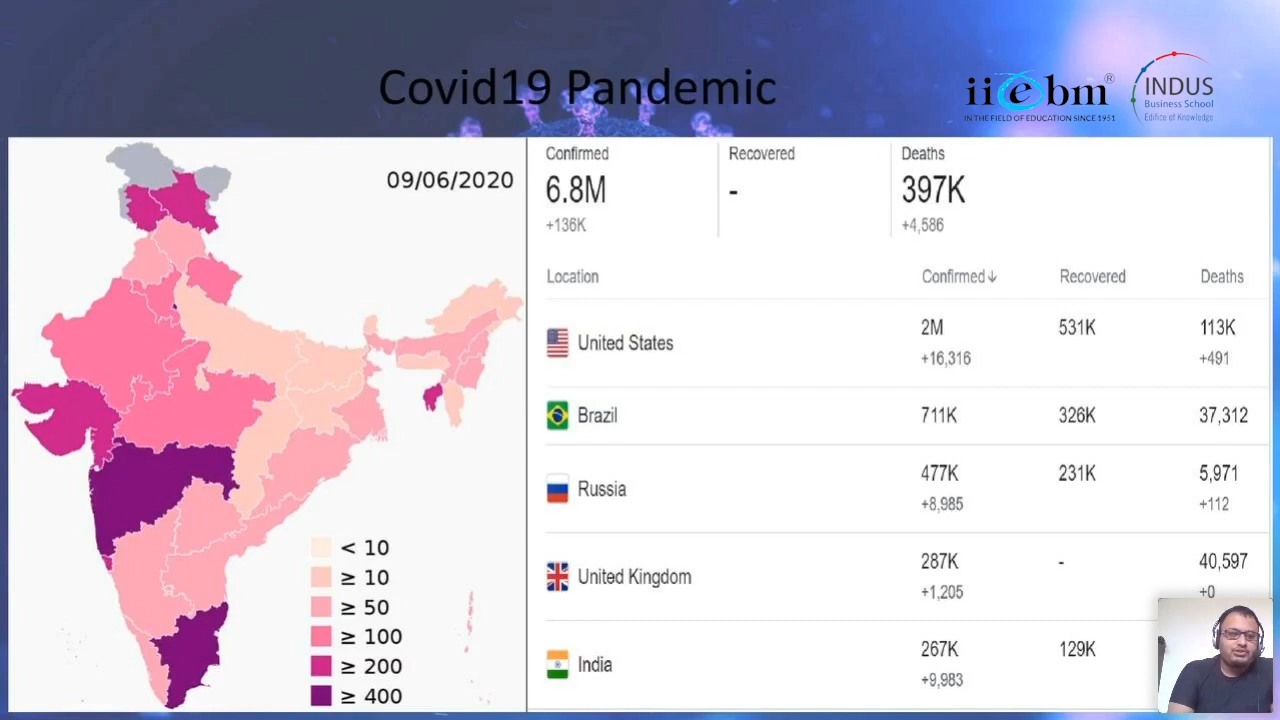 Covid19 Pandemic
iiebm®
IN THE FIELD OF EDUCATION SINCE 1951
INDUS
Business School
Edifice of Knowledge
09/06/2020
< 10
≥ 10
≥ 50
≥ 100
≥ 200
≥ 400
Confirmed Recovered Deaths
6.8M - 397K
+136K +4,586
Location Confirmed↓ Recovered Deaths
United States 2M 531K 113K
+16,316 +491
Brazil 711K 326K 37,312
Russia 477K 231K 5,971
+8,985 +112
United Kingdom 287K - 40,597
+1,205 +0
India 267K 129K
+9,983